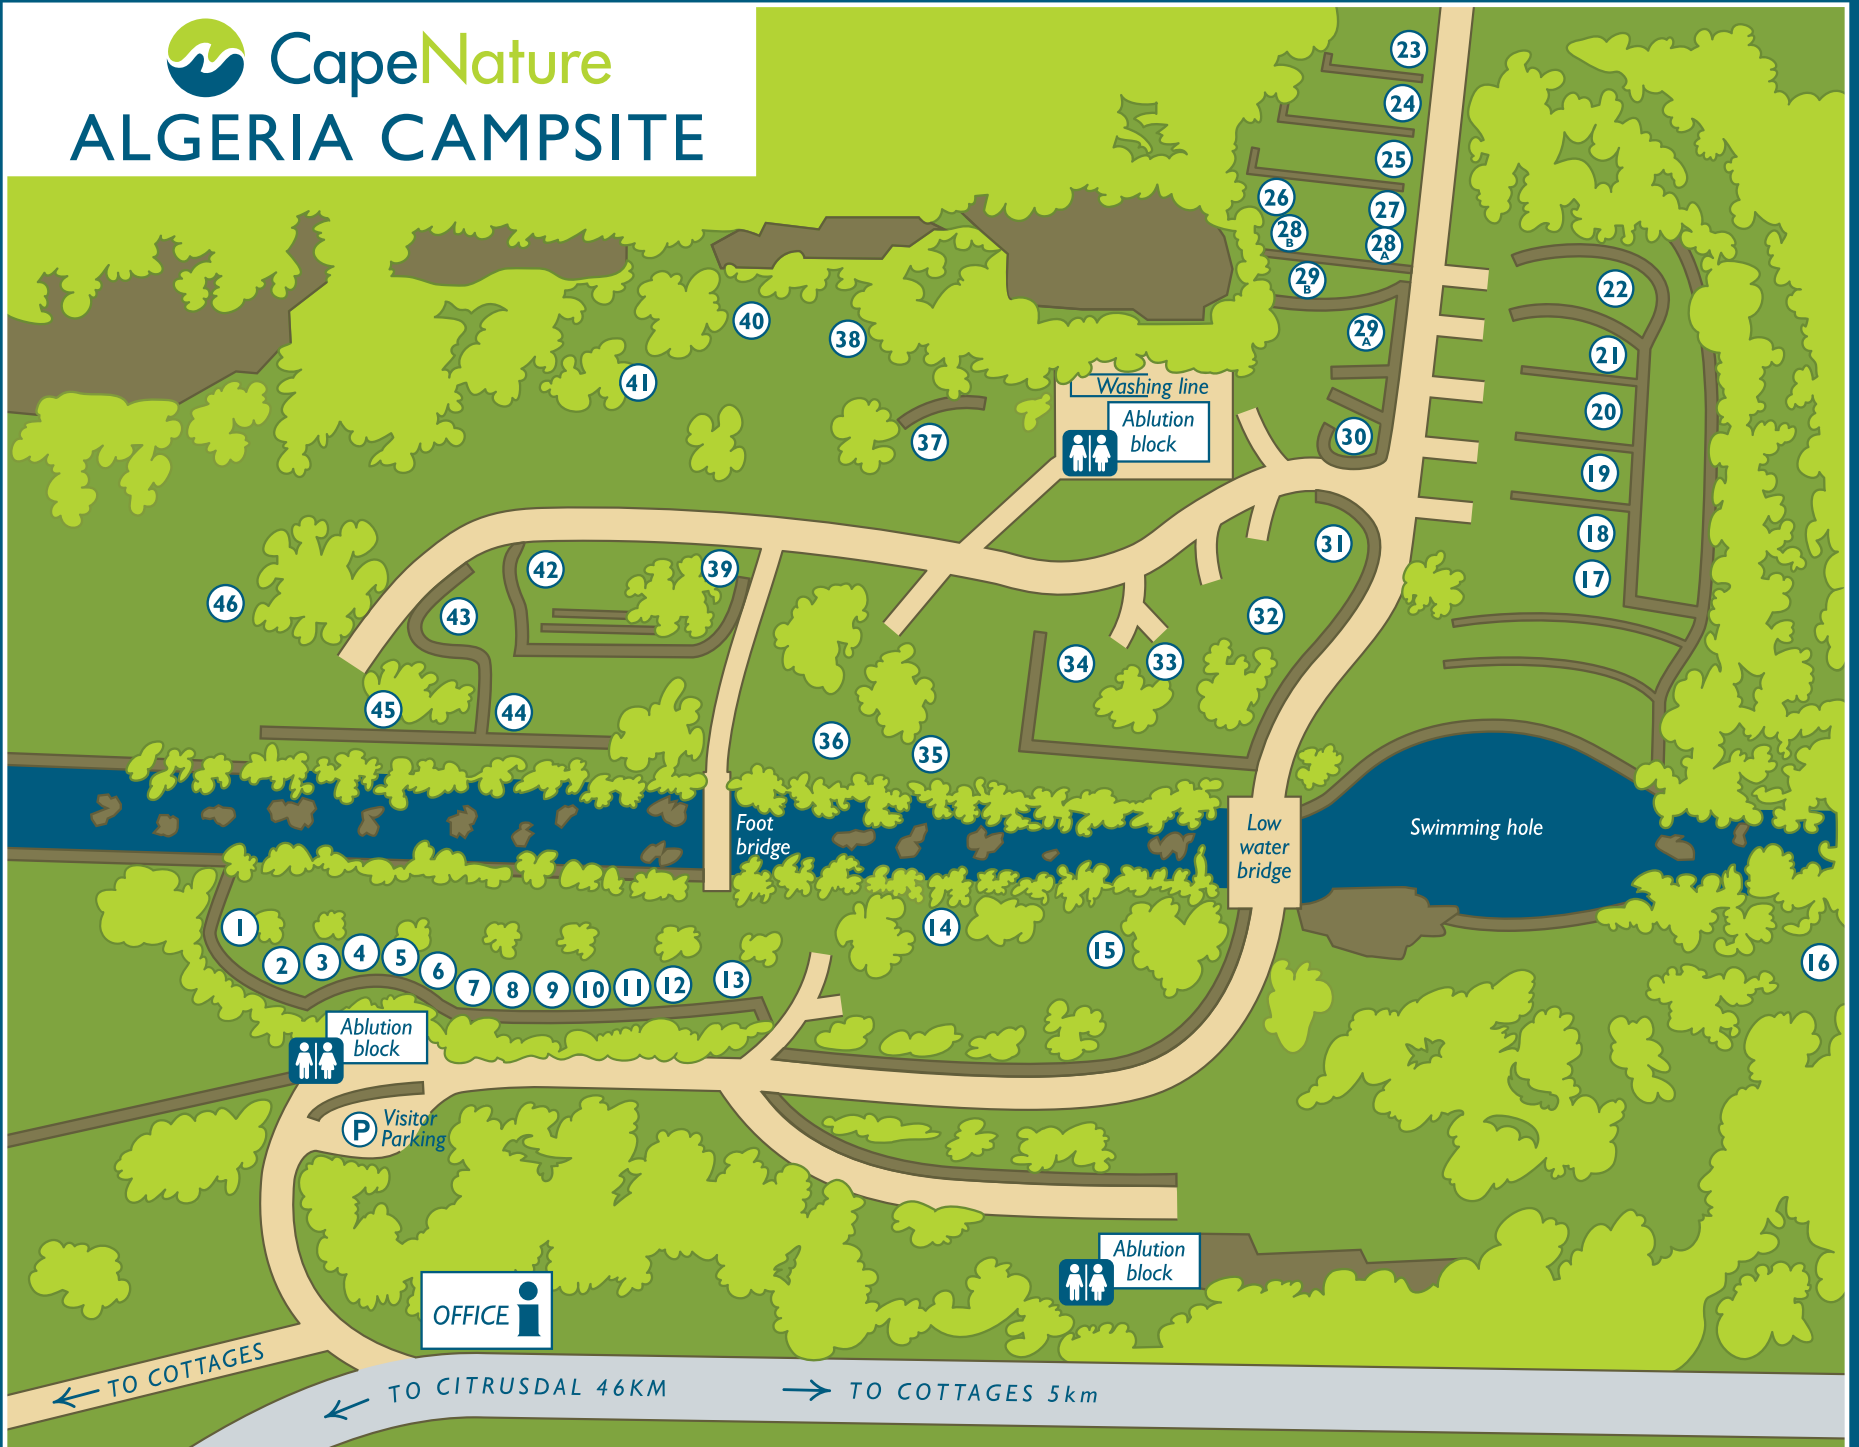 CapeNature
ALGERIA CAMPSITE
23
24
25
26
27
28
B
28
A
29
B
29
A
22
21
20
19
18
17
30
31
32
33
34
35
36
40
38
41
37
Washing line
Ablution
block
42
39
43
46
45
44
Foot
bridge
Low
water
bridge
Swimming hole
1
2
3
4
5
6
7
8
9
10
11
12
13
14
15
16
Ablution
block
P
Visitor
Parking
Ablution
block
OFFICE i
TO COTTAGES
TO CITRUSDAL 46KM
TO COTTAGES 5km